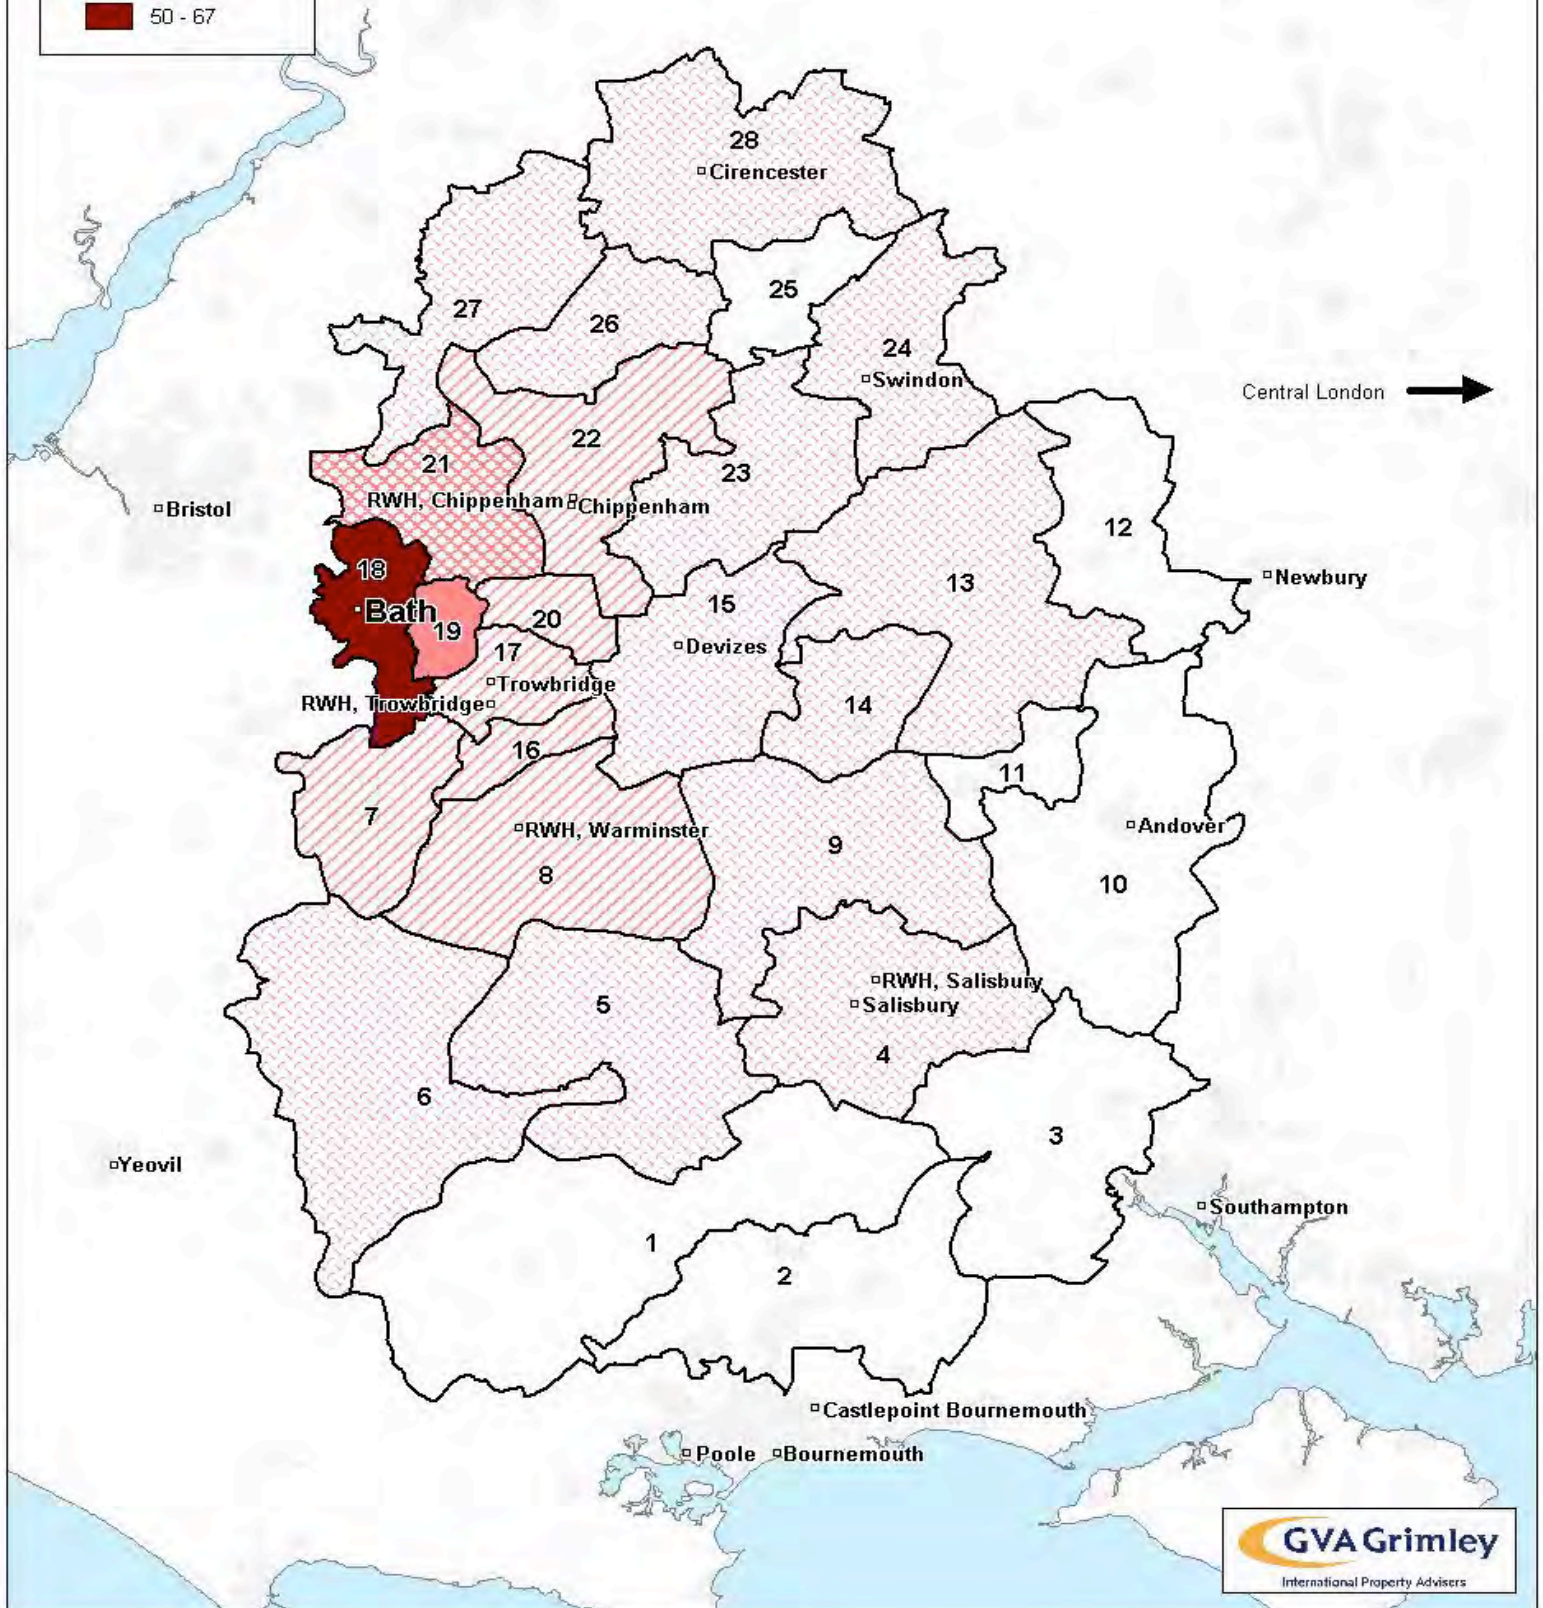 50 - 67
28
Cirencester
25
27
26
24
Swindon
Central London
22
21
23
RWH, Chippenham
Chippenham
Bristol
12
18
Newbury
13
Bath
19
20
15
17
Devizes
Trowbridge
RWH, Trowbridge
14
16
11
7
RWH, Warminster
Andover
9
8
10
RWH, Salisbury
5
Salisbury
4
6
3
Yeovil
Southampton
1
2
Castlepoint Bournemouth
Poole
Bournemouth
GVA Grimley
International Property Advisers